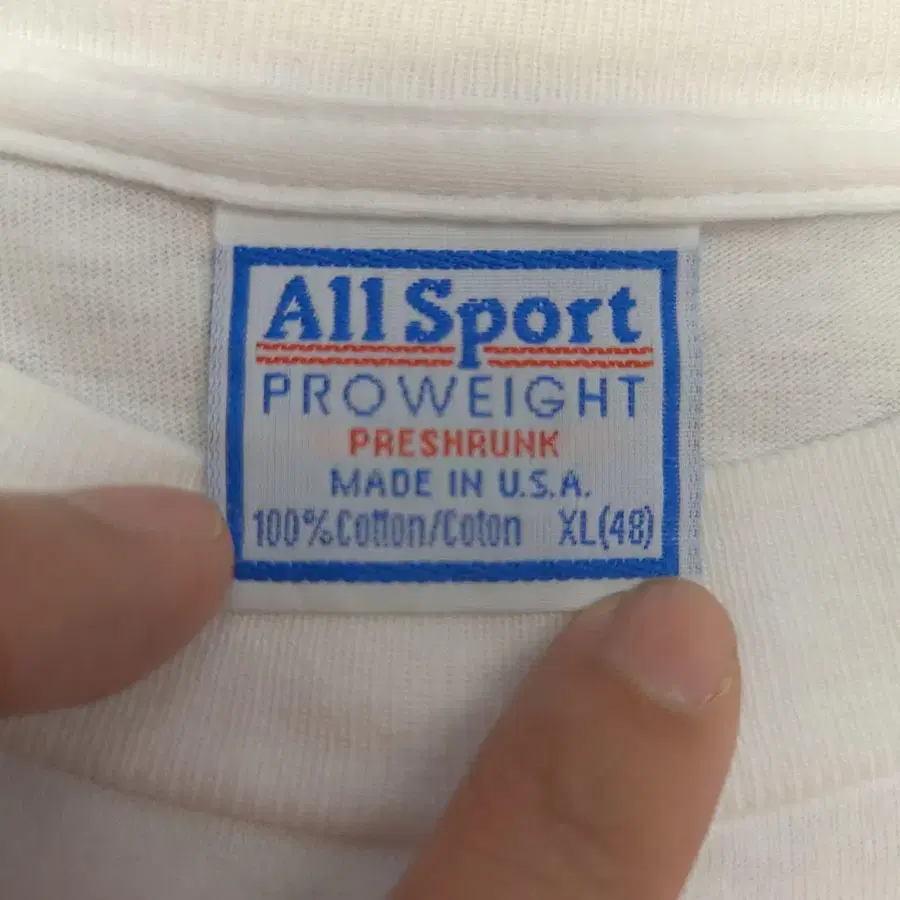 All Sport
PROWEIGHT
PRESHRUNK
MADE IN U.S.A.
100% Cotton/Coton XL(48)